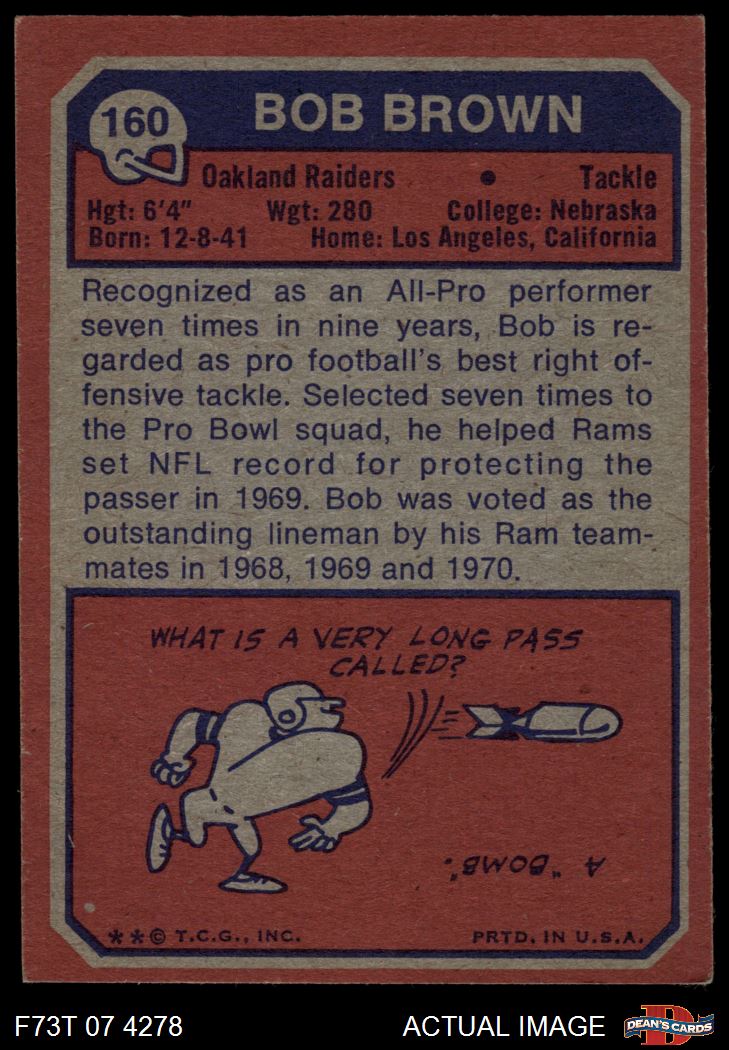 160
BOB BROWN
Oakland Raiders • Tackle
Hgt: 6'4" Wgt: 280 College: Nebraska
Born: 12-8-41 Home: Los Angeles, California
Recognized as an All-Pro performer
seven times in nine years, Bob is re-
garded as pro football's best right of-
fensive tackle. Selected seven times to
the Pro Bowl squad, he helped Rams
set NFL record for protecting the
passer in 1969. Bob was voted as the
outstanding lineman by his Ram team-
mates in 1968, 1969 and 1970.
WHAT IS A VERY LONG PASS
CALLED?
A "BOMB".
**© T.C.G., INC. PRTD. IN U.S.A.
F73T 07 4278 ACTUAL IMAGE
D
DEAN'S CARDS